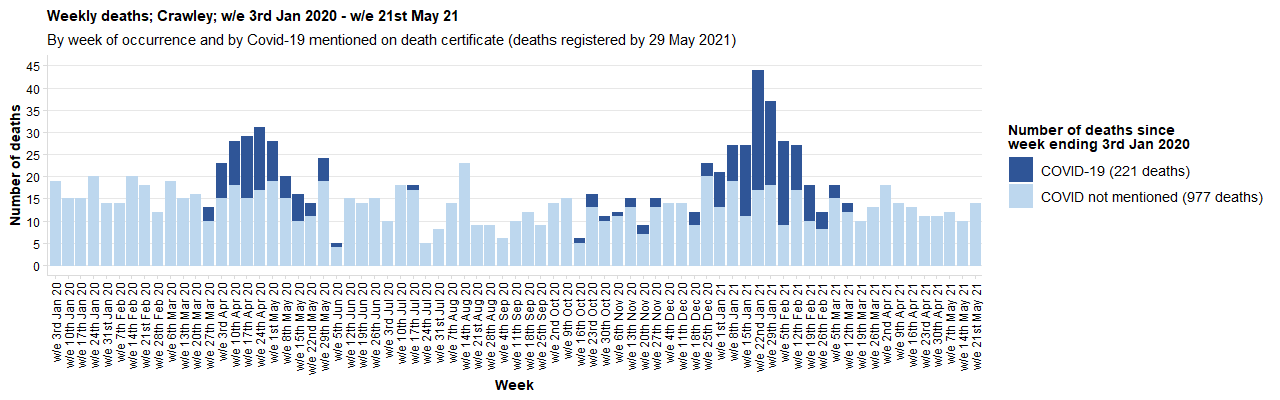 Weekly deaths; Crawley; w/e 3rd Jan 2020 - w/e 21st May 21
By week of occurrence and by Covid-19 mentioned on death certificate (deaths registered by 29 May 2021)
Number of deaths
45
40
35
30
25
20
15
10
5
0
w/e 3rd Jan 20
w/e 10th Jan 20
w/e 17th Jan 20
w/e 24th Jan 20
w/e 31st Jan 20
w/e 7th Feb 20
w/e 14th Feb 20
w/e 21st Feb 20
w/e 28th Feb 20
w/e 6th Mar 20
w/e 13th Mar 20
w/e 20th Mar 20
w/e 27th Mar 20
w/e 3rd Apr 20
w/e 10th Apr 20
w/e 17th Apr 20
w/e 24th Apr 20
w/e 1st May 20
w/e 8th May 20
w/e 15th May 20
w/e 22nd May 20
w/e 29th May 20
w/e 5th Jun 20
w/e 12th Jun 20
w/e 19th Jun 20
w/e 26th Jun 20
w/e 3rd Jul 20
w/e 10th Jul 20
w/e 17th Jul 20
w/e 24th Jul 20
w/e 31st Jul 20
w/e 7th Aug 20
w/e 14th Aug 20
w/e 21st Aug 20
w/e 28th Aug 20
w/e 4th Sep 20
w/e 11th Sep 20
w/e 18th Sep 20
w/e 25th Sep 20
w/e 2nd Oct 20
w/e 9th Oct 20
w/e 16th Oct 20
w/e 23rd Oct 20
w/e 30th Oct 20
w/e 6th Nov 20
w/e 13th Nov 20
w/e 20th Nov 20
w/e 27th Nov 20
w/e 4th Dec 20
w/e 11th Dec 20
w/e 18th Dec 20
w/e 25th Dec 20
w/e 1st Jan 21
w/e 8th Jan 21
w/e 15th Jan 21
w/e 22nd Jan 21
w/e 29th Jan 21
w/e 5th Feb 21
w/e 12th Feb 21
w/e 19th Feb 21
w/e 26th Feb 21
w/e 5th Mar 21
w/e 12th Mar 21
w/e 19th Mar 21
w/e 26th Mar 21
w/e 2nd Apr 21
w/e 9th Apr 21
w/e 16th Apr 21
w/e 23rd Apr 21
w/e 30th Apr 21
w/e 7th May 21
w/e 14th May 21
w/e 21st May 21
Week
Number of deaths since
week ending 3rd Jan 2020
COVID-19 (221 deaths)
COVID not mentioned (977 deaths)